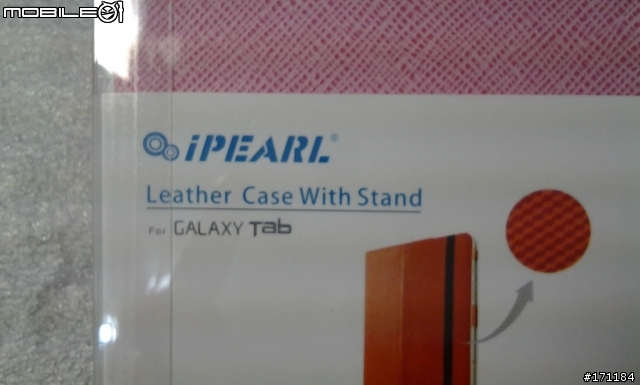 MOBILE01
iPEARL®
Leather Case With Stand
For GALAXY Tab
#171184